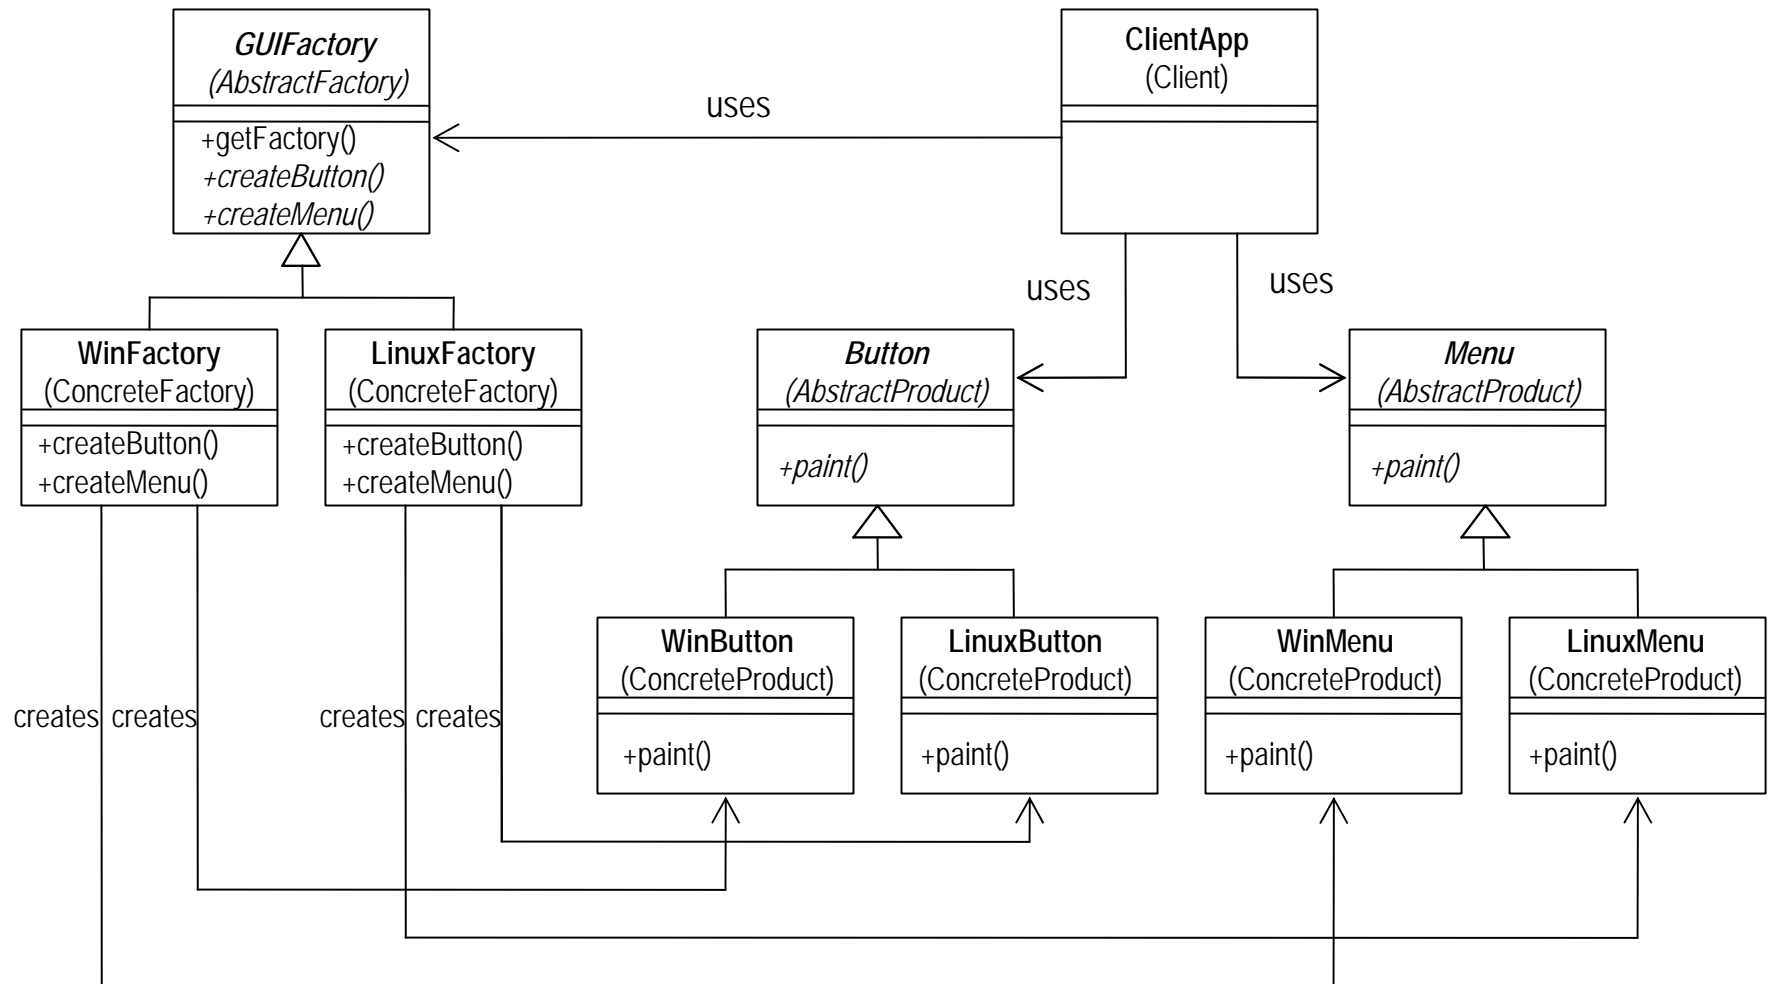 GUIFactory
(AbstractFactory)
+getFactory()
+createButton()
+createMenu()
uses
ClientApp
(Client)
uses
uses
WinFactory
(ConcreteFactory)
+createButton()
+createMenu()
LinuxFactory
(ConcreteFactory)
+createButton()
+createMenu()
Button
(AbstractProduct)
+paint()
Menu
(AbstractProduct)
+paint()
creates
creates
creates
creates
WinButton
(ConcreteProduct)
+paint()
LinuxButton
(ConcreteProduct)
+paint()
WinMenu
(ConcreteProduct)
+paint()
LinuxMenu
(ConcreteProduct)
+paint()